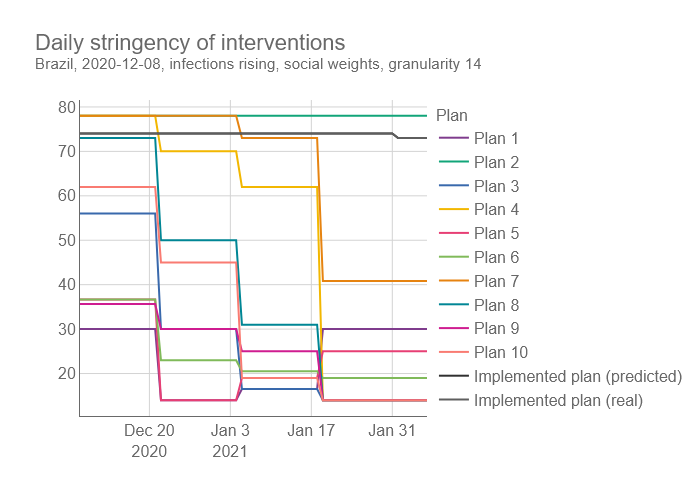 Daily stringency of interventions
Brazil, 2020-12-08, infections rising, social weights, granularity 14
80
70
60
50
40
30
20
Dec 20
2020
Jan 3
2021
Jan 17
Jan 31
Plan
Plan 1
Plan 2
Plan 3
Plan 4
Plan 5
Plan 6
Plan 7
Plan 8
Plan 9
Plan 10
Implemented plan (predicted)
Implemented plan (real)